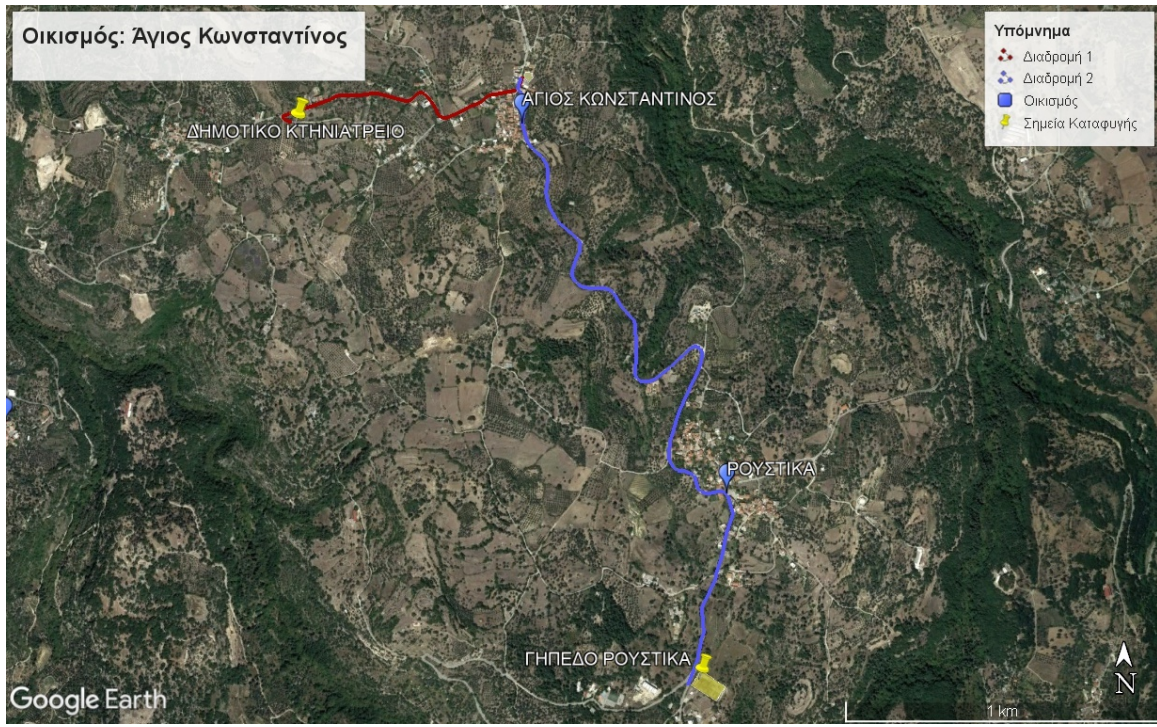 Οικισμός: Άγιος Κωνσταντίνος
Υπόμνημα
Διαδρομή 1
Διαδρομή 2
Οικισμός
Σημεία Καταφυγής
ΑΓΙΟΣ ΚΩΝΣΤΑΝΤΙΝΟΣ
ΔΗΜΟΤΙΚΟ ΚΤΗΝΙΑΤΡΕΙΟ
ΡΟΥΣΤΙΚΑ
ΓΗΠΕΔΟ ΡΟΥΣΤΙΚΑ
Google Earth
N
1 km